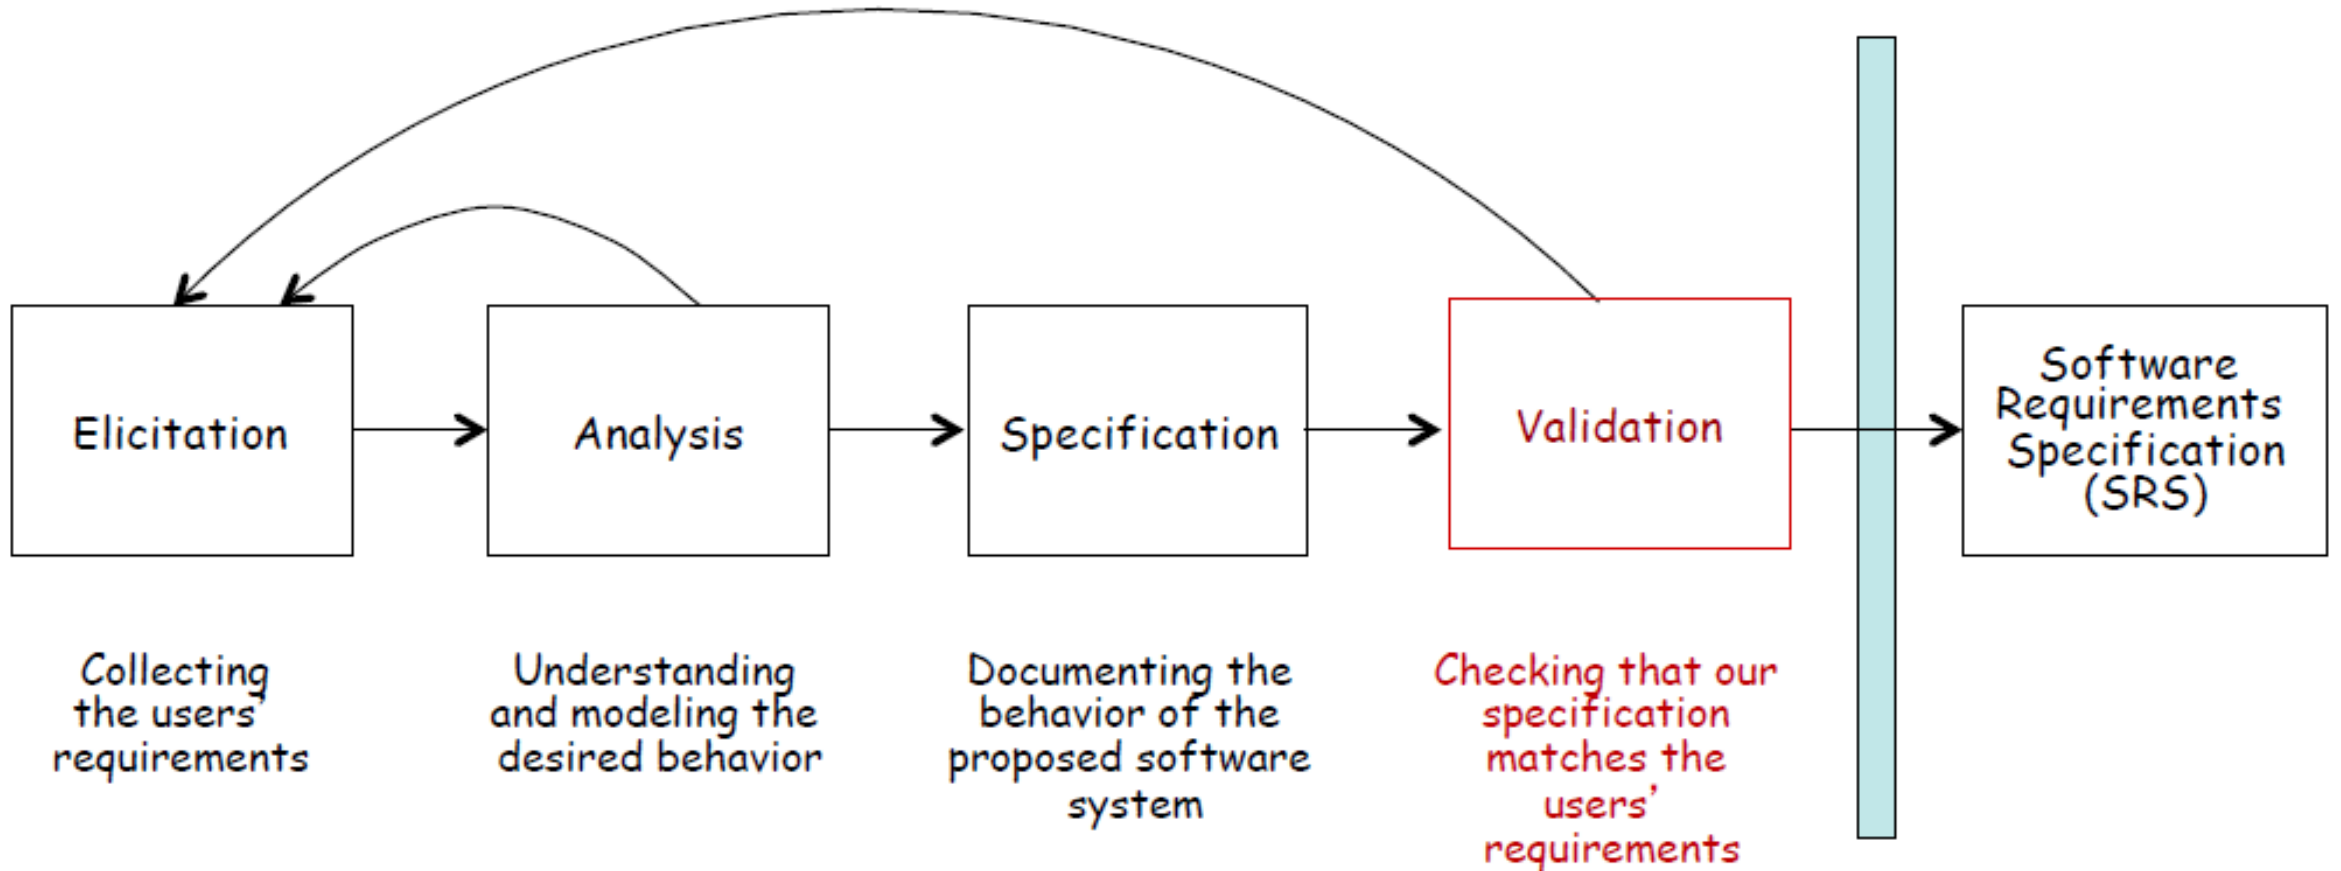 Elicitation
Analysis
Specification
Validation
Software
Requirements
Specification
(SRS)
Collecting
the users’
requirements
Understanding
and modeling the
desired behavior
Documenting the
behavior of the
proposed software
system
Checking that our
specification
matches the
users’
requirements